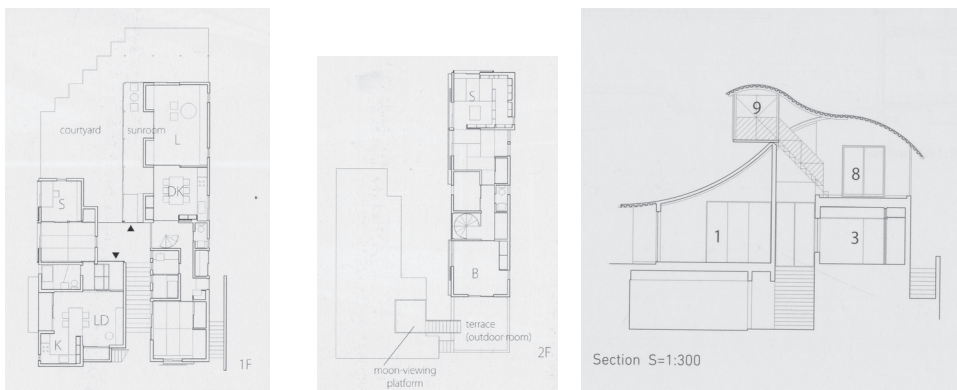 courtyard
sunroom
L
DK
S
LD
K
1F
S
B
terrace
(outdoor room)
2F
moon-viewing
platform
9
8
1
3
Section S=1:300